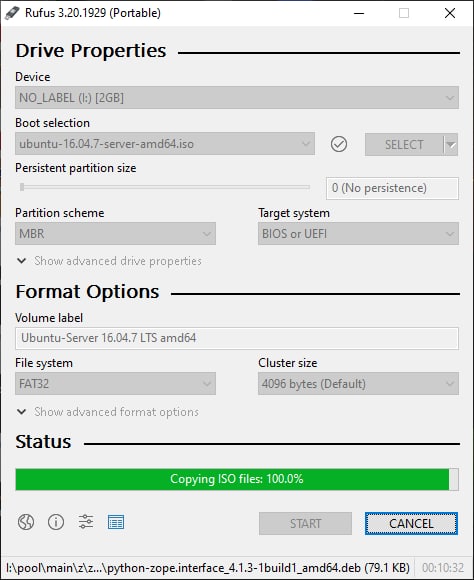 Rufus 3.20.1929 (Portable)
Drive Properties
Device
NO_LABEL (I:) [2GB]
Boot selection
ubuntu-16.04.7-server-amd64.iso
SELECT
Persistent partition size
0 (No persistence)
Partition scheme
Target system
MBR
BIOS or UEFI
Show advanced drive properties
Format Options
Volume label
Ubuntu-Server 16.04.7 LTS amd64
File system
Cluster size
FAT32
4096 bytes (Default)
Show advanced format options
Status
Copying ISO files: 100.0%
START
CANCEL
I:\pool\main\z\z...\python-zope.interface_4.1.3-1build1_amd64.deb (79.1 KB)
00:10:32